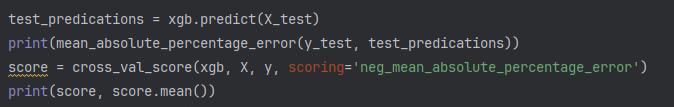 test_predications = xgb.predict(X_test)
print(mean_absolute_percentage_error(y_test, test_predications))
score = cross_val_score(xgb, X, y, scoring='neg_mean_absolute_percentage_error')
print(score, score.mean())